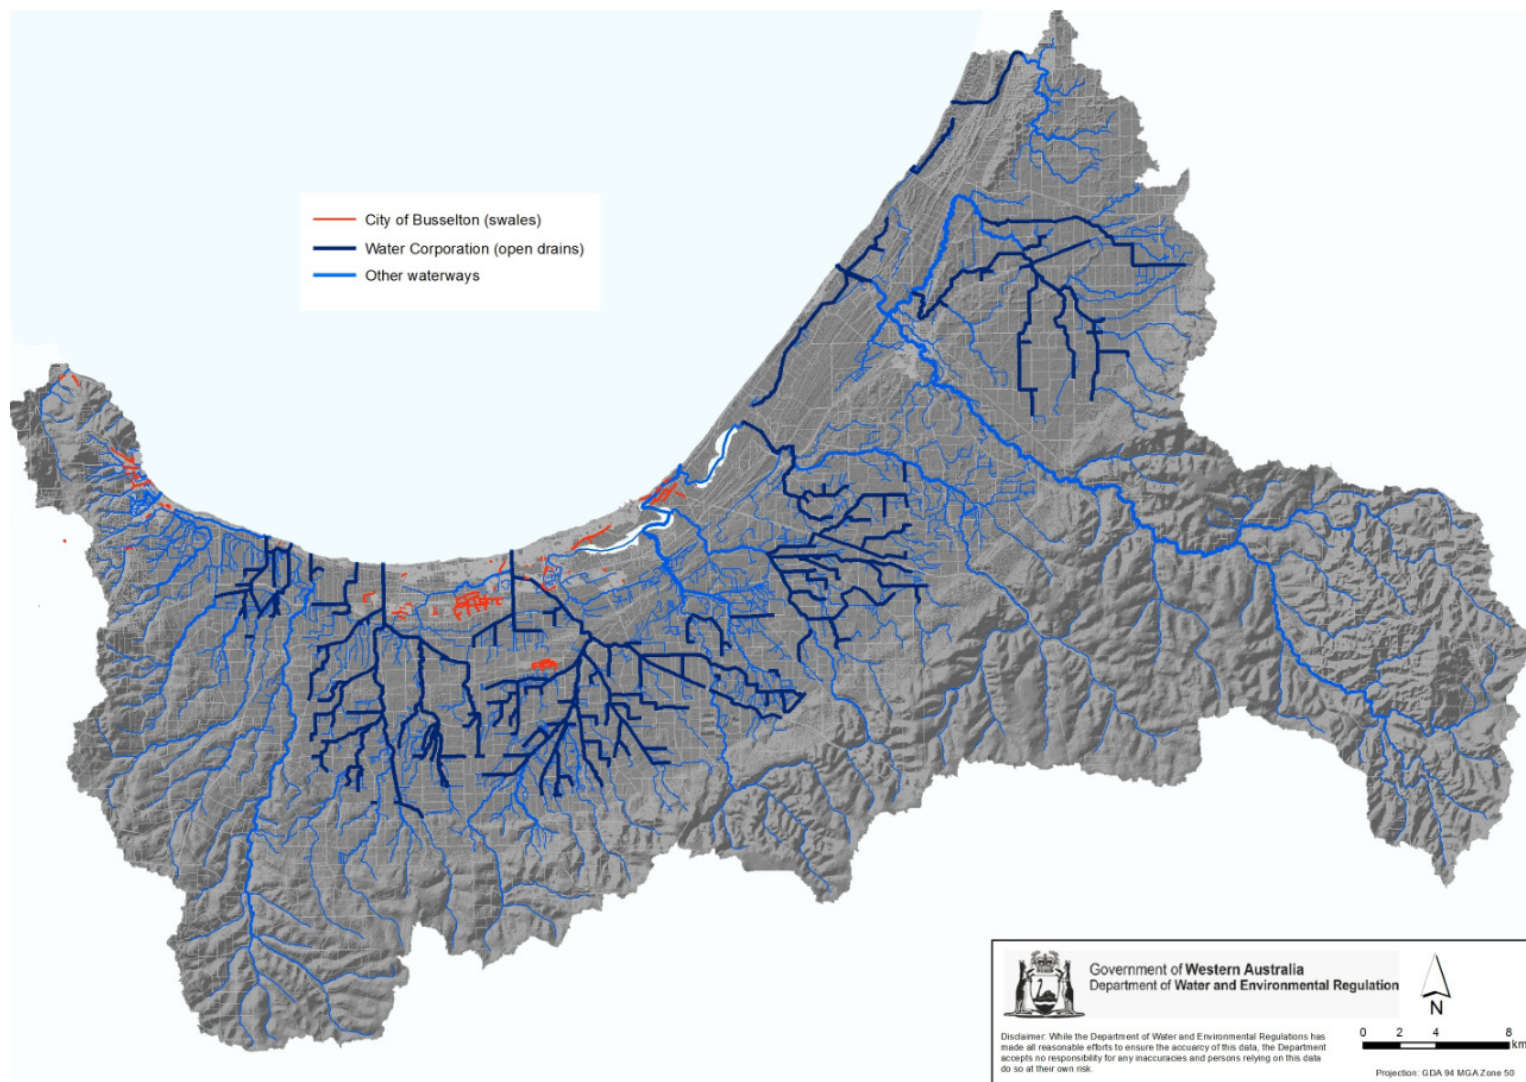 City of Busselton (swales)
Water Corporation (open drains)
Other waterways
Government of Western Australia
Department of Water and Environmental Regulation
N
Disclaimer: While the Department of Water and Environmental Regulations has
made all reasonable efforts to ensure the accuarcy of this data, the Department
accepts no responsibility for any inaccuracies and persons relying on this data
do so at their own risk.
0 2 4 8
km
Projection: GDA 94 MGA Zone 50